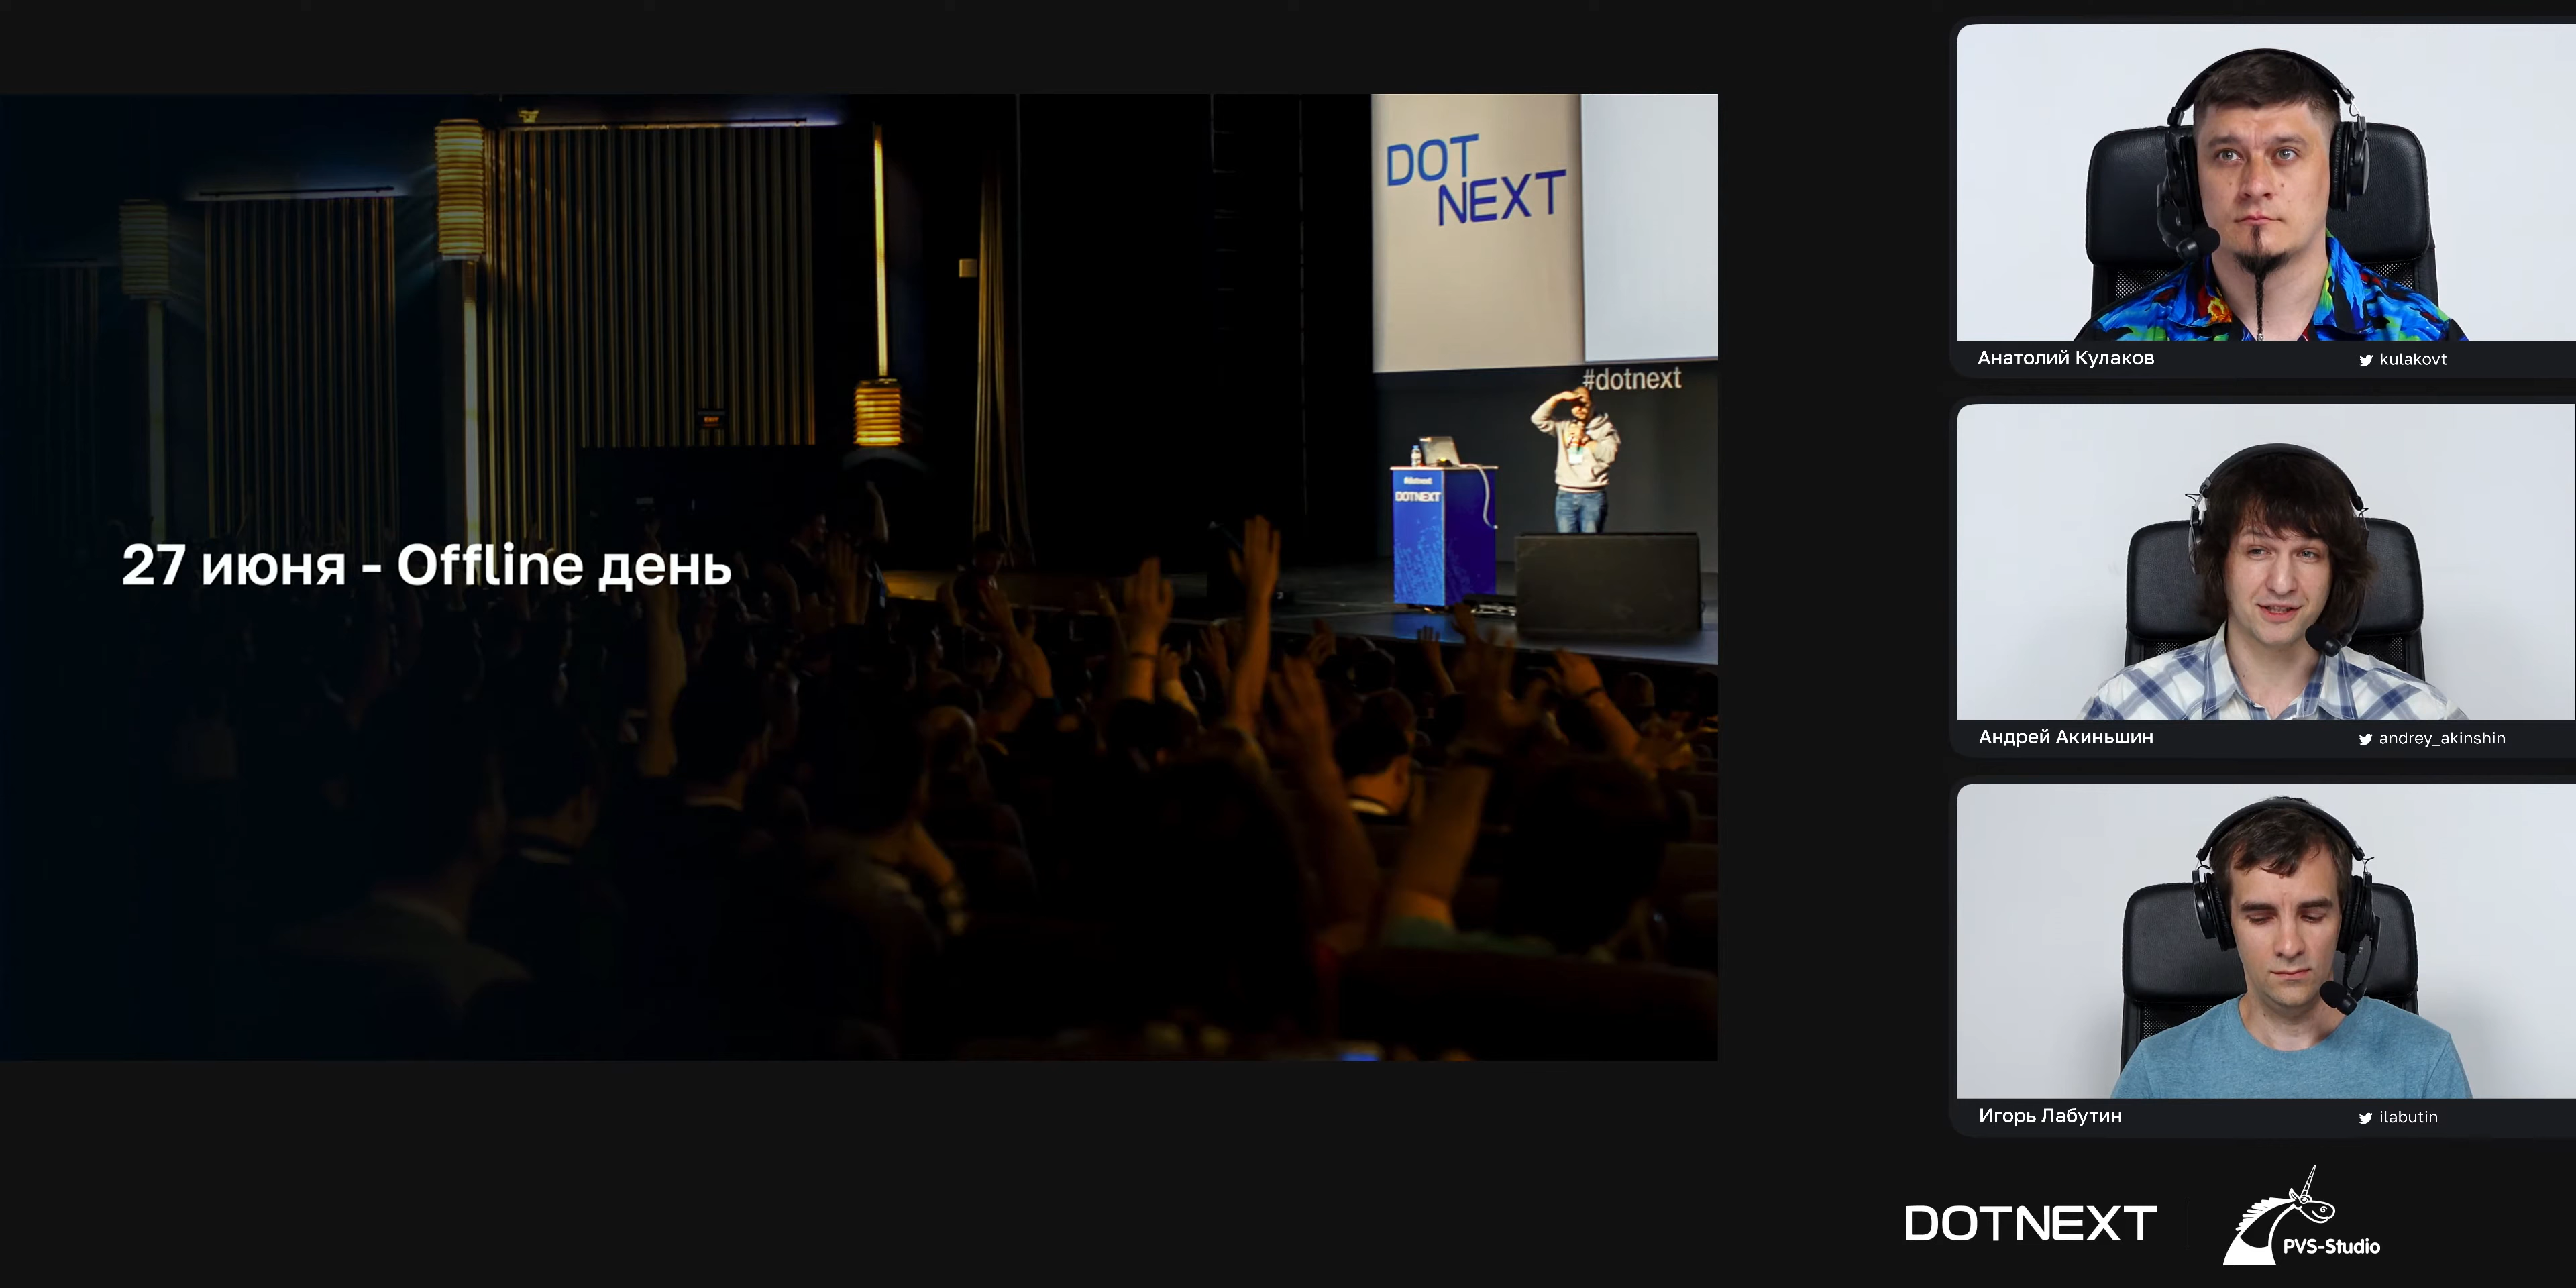 DOT
NEXT
#dotnext
#dotnext
DOTNEXT
27 июня - Offline день
Анатолий Кулаков
kulakovt
Андрей Акиньшин
andrey_akinshin
Игорь Лабутин
ilabutin
DOTNEXT
PVS-Studio